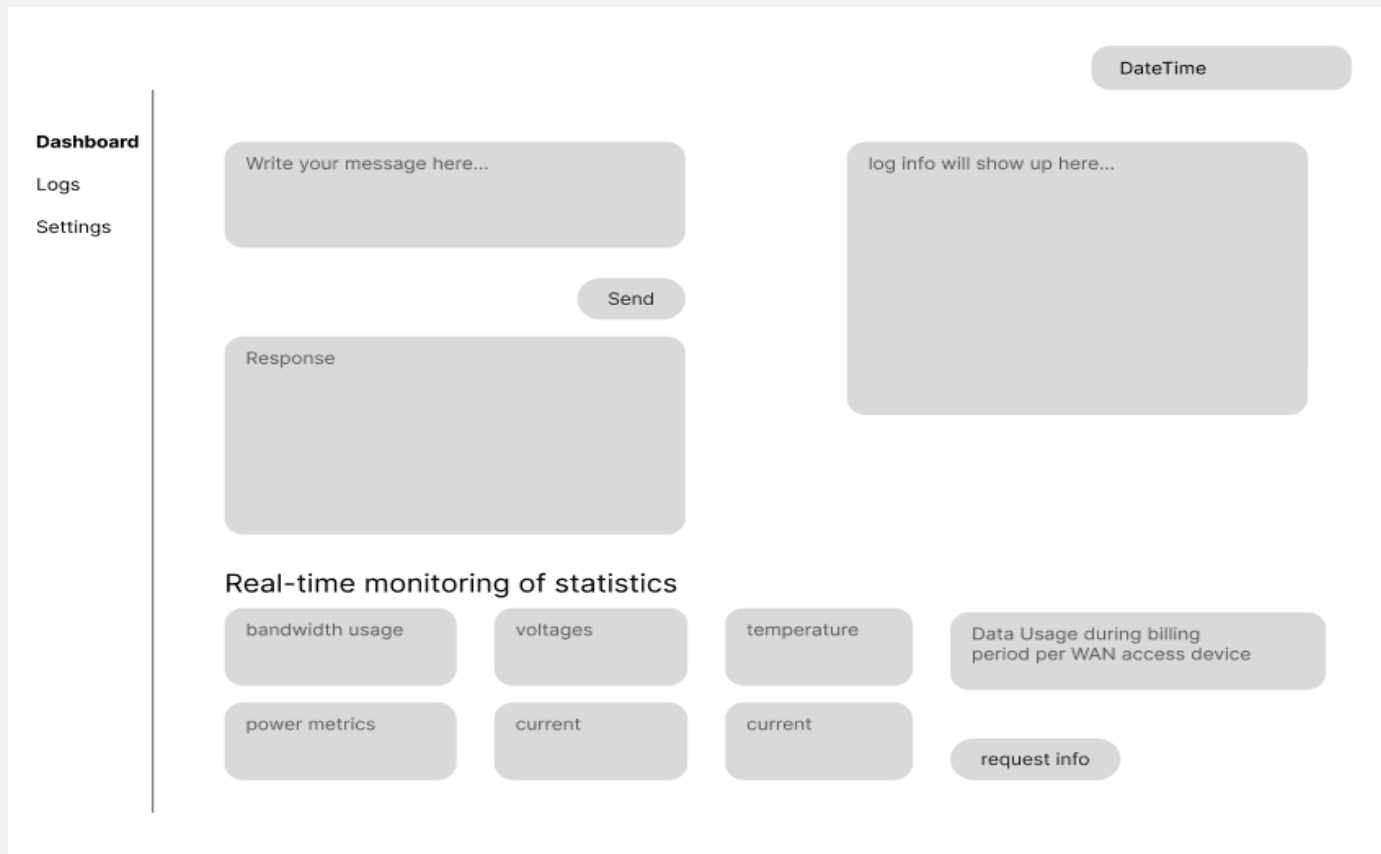 DateTime
Dashboard
Logs
Settings
Write your message here...
Send
Response
log info will show up here...
Real-time monitoring of statistics
bandwidth usage
voltages
temperature
Data Usage during billing
period per WAN access device
power metrics
current
current
request info